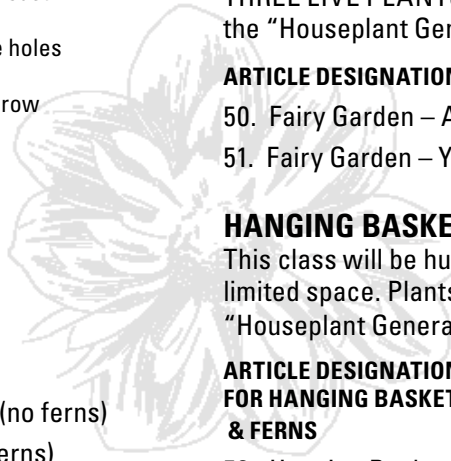 e holes
row
(no ferns)
erns)
the “Houseplant Gen
ARTICLE DESIGNATION
50. Fairy Garden – A
51. Fairy Garden – Y
HANGING BASKE
This class will be hu
limited space. Plants
“Houseplant Genera
ARTICLE DESIGNATION
FOR HANGING BASKET
& FERNS